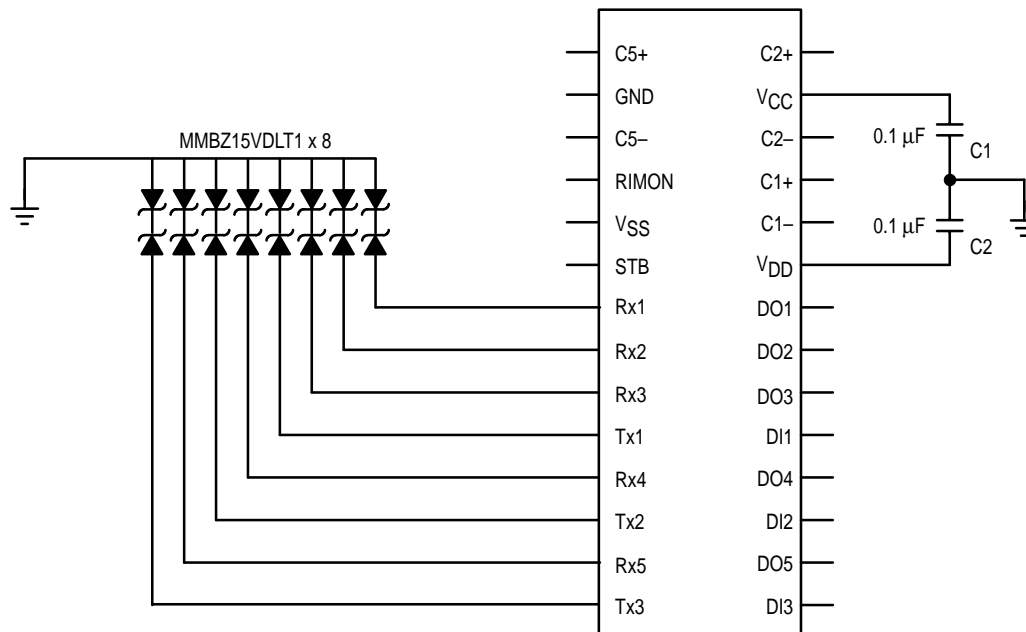 MMBZ15VDLT1 x 8
C5+
GND
C5–
RIMON
VSS
STB
Rx1
Rx2
Rx3
Tx1
Rx4
Tx2
Rx5
Tx3
C2+
VCC
C2–
C1+
C1–
VDD
DO1
DO2
DO3
DI1
DO4
DI2
DO5
DI3
0.1 µF
C1
0.1 µF
C2